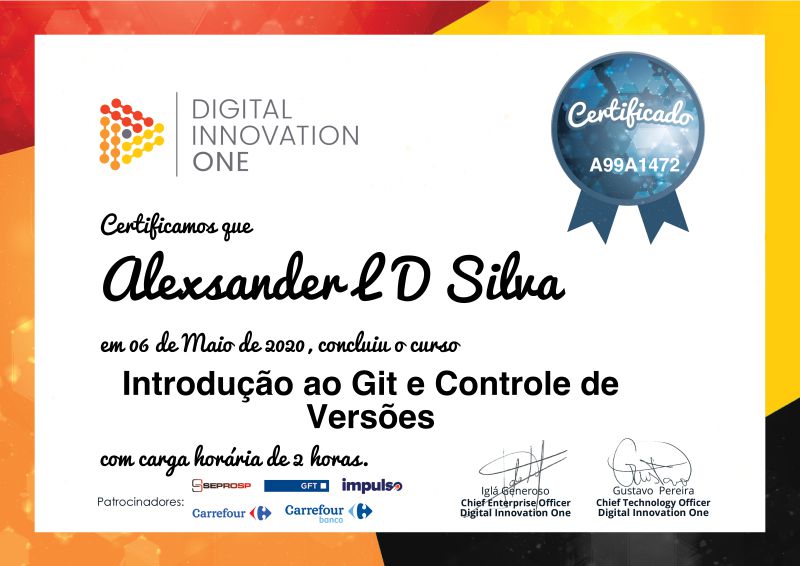 DIGITAL
INNOVATION
ONE
Certificado
A99A1472
Certificamos que
Alexsander L D Silva
em 06 de Maio de 2020, concluiu o curso
Introdução ao Git e Controle de
Versões
com carga horária de 2 horas.
Patrocinadores:
SEPROSP
GFT
impulso
Carrefour
Carrefour
banco
Iglá Generoso
Chief Enterprise Officer
Digital Innovation One
Gustavo Pereira
Chief Technology Officer
Digital Innovation One